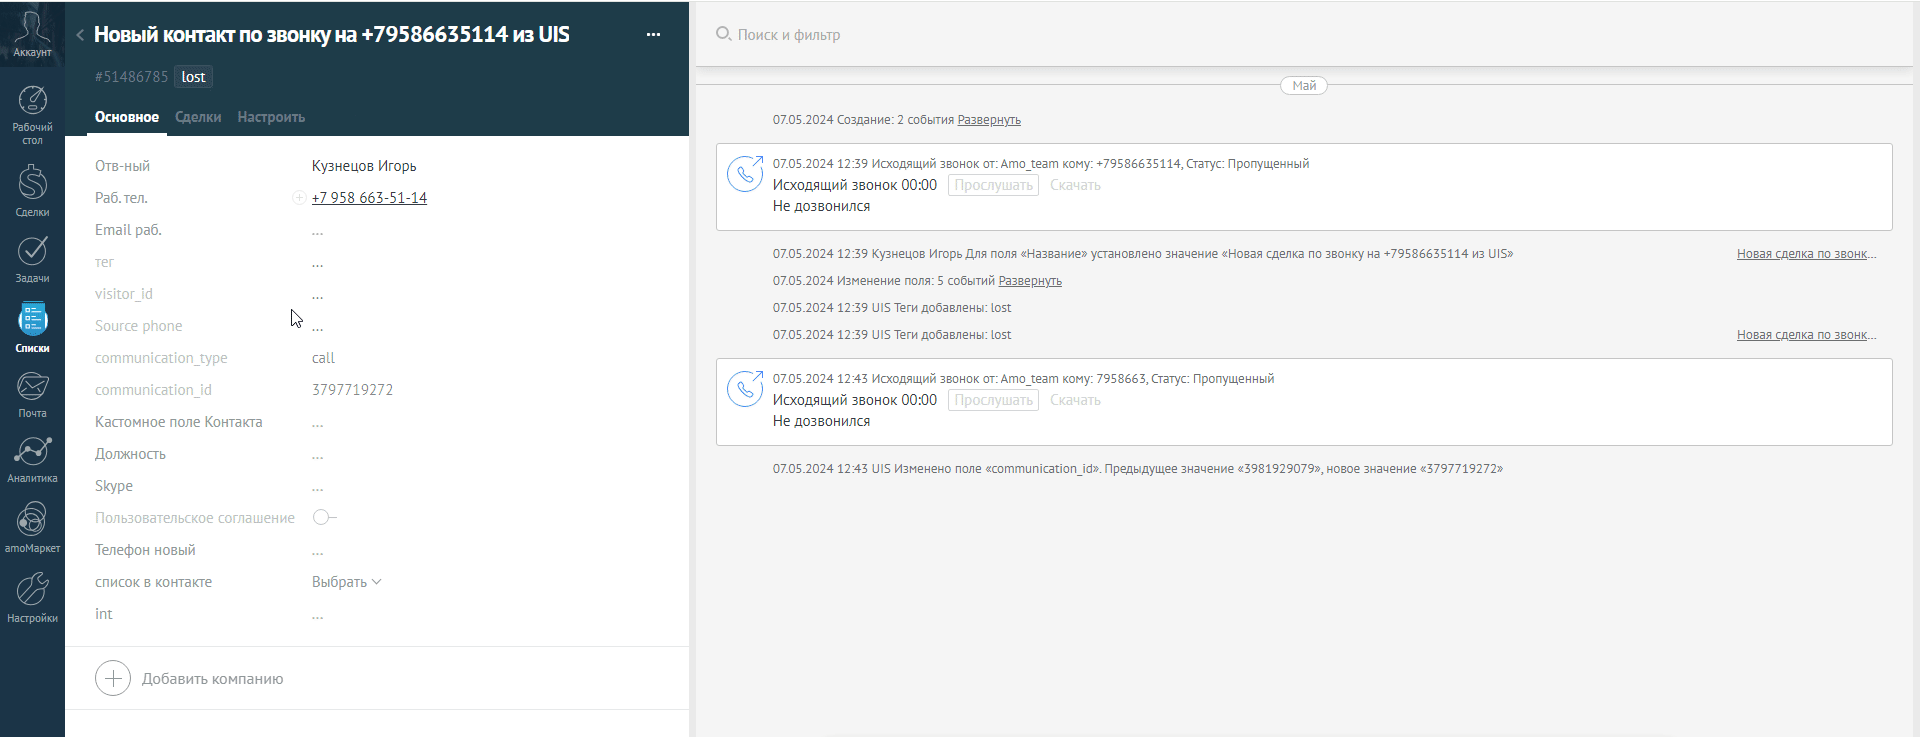 Аккаунт
Рабочий
стол
Сделки
Задачи
Списки
Почта
Аналитика
amoМаркет
Настройки
Новый контакт по звонку на +79586635114 из UIS
...
#51486785 lost
Основное Сделки Настроить
Отв-ный Кузнецов Игорь
Раб. тел. +7 958 663-51-14
Email раб. ...
тег ...
visitor_id ...
Source phone ...
communication_type call
communication_id 3797719272
Кастомное поле Контакта ...
Должность ...
Skype ...
Пользовательское соглашение
Телефон новый ...
список в контакте Выбрать
int ...
Добавить компанию
Поиск и фильтр
Май
07.05.2024 Создание: 2 события Развернуть
07.05.2024 12:39 Исходящий звонок от: Amo_team кому: +79586635114, Статус: Пропущенный
Исходящий звонок 00:00 Прослушать Скачать
Не дозвонился
07.05.2024 12:39 Кузнецов Игорь Для поля «Название» установлено значение «Новая сделка по звонку на +79586635114 из UIS» Новая сделка по звонк...
07.05.2024 Изменение поля: 5 событий Развернуть
07.05.2024 12:39 UIS Теги добавлены: lost
07.05.2024 12:39 UIS Теги добавлены: lost Новая сделка по звонк...
07.05.2024 12:43 Исходящий звонок от: Amo_team кому: 7958663, Статус: Пропущенный
Исходящий звонок 00:00 Прослушать Скачать
Не дозвонился
07.05.2024 12:43 UIS Изменено поле «communication_id». Предыдущее значение «3981929079», новое значение «3797719272»